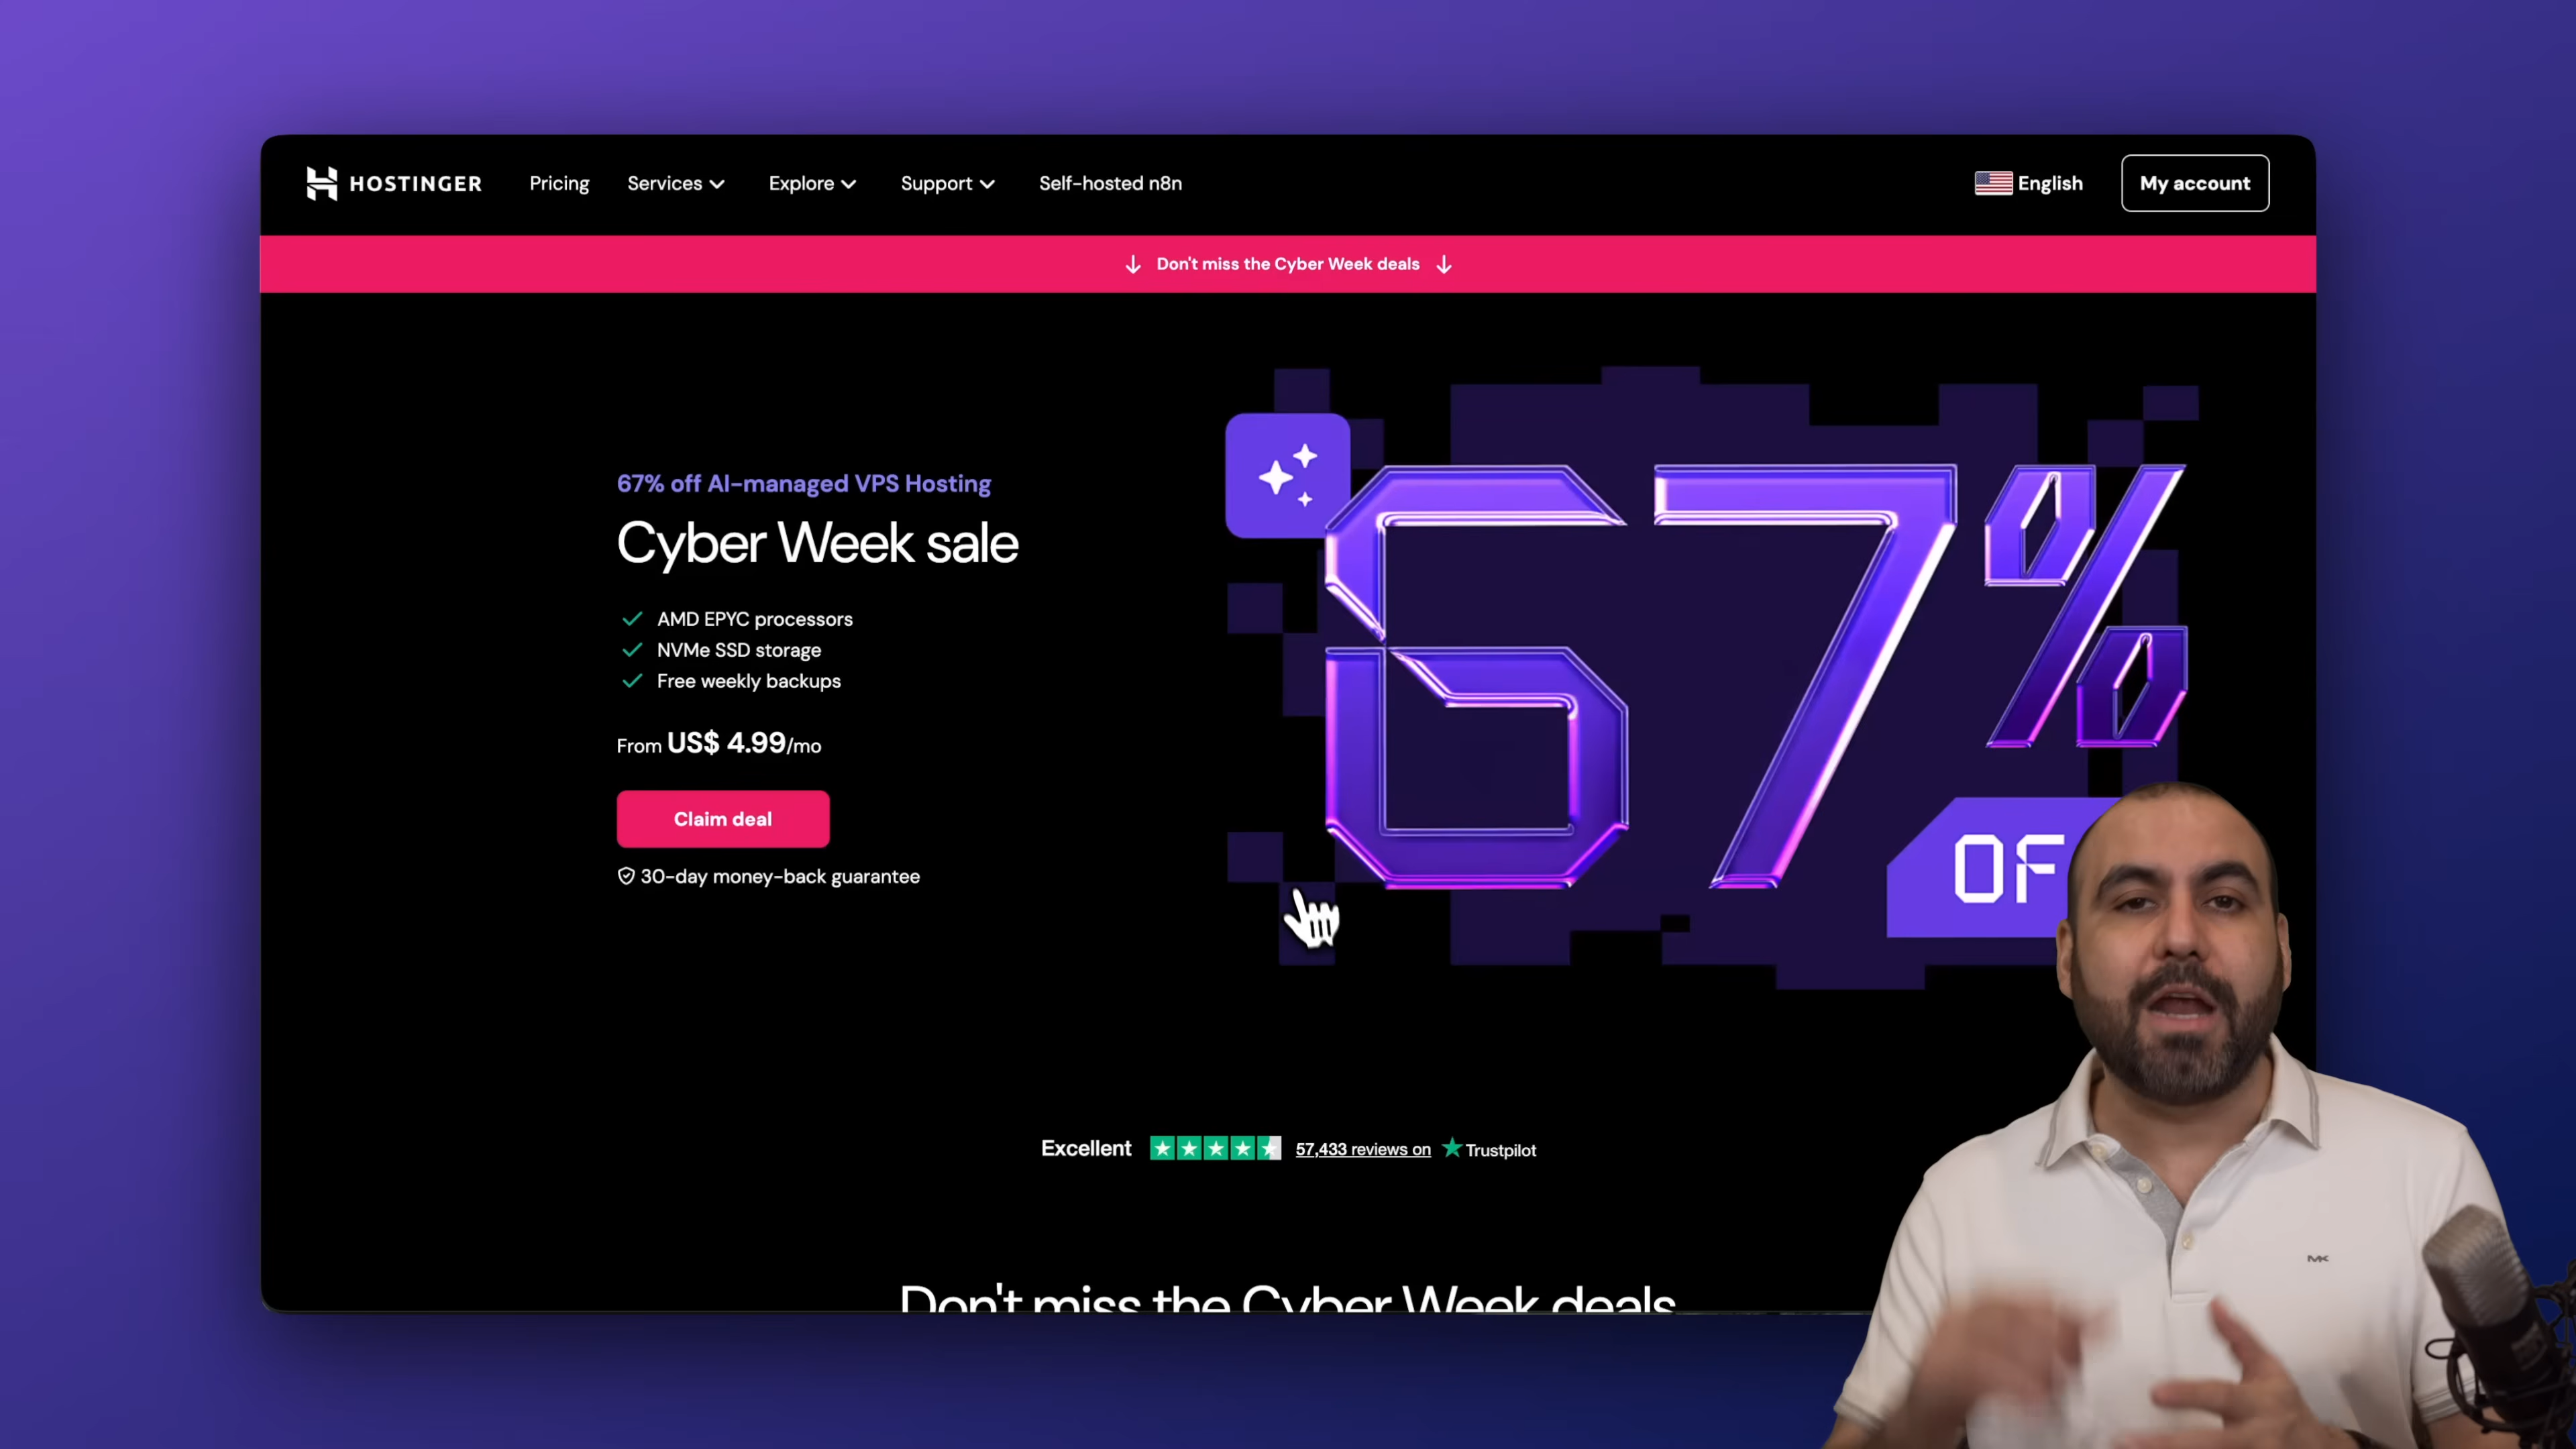 HOSTINGER
Pricing
Services
Explore
Support
Self-hosted n8n
English
My account
Don't miss the Cyber Week deals
67% off AI-managed VPS Hosting
Cyber Week sale
AMD EPYC processors
NVMe SSD storage
Free weekly backups
From US$ 4.99/mo
Claim deal
30-day money-back guarantee
67%
OF
Excellent
57,433 reviews on
Trustpilot
Don't miss the Cyber Week deals
MK